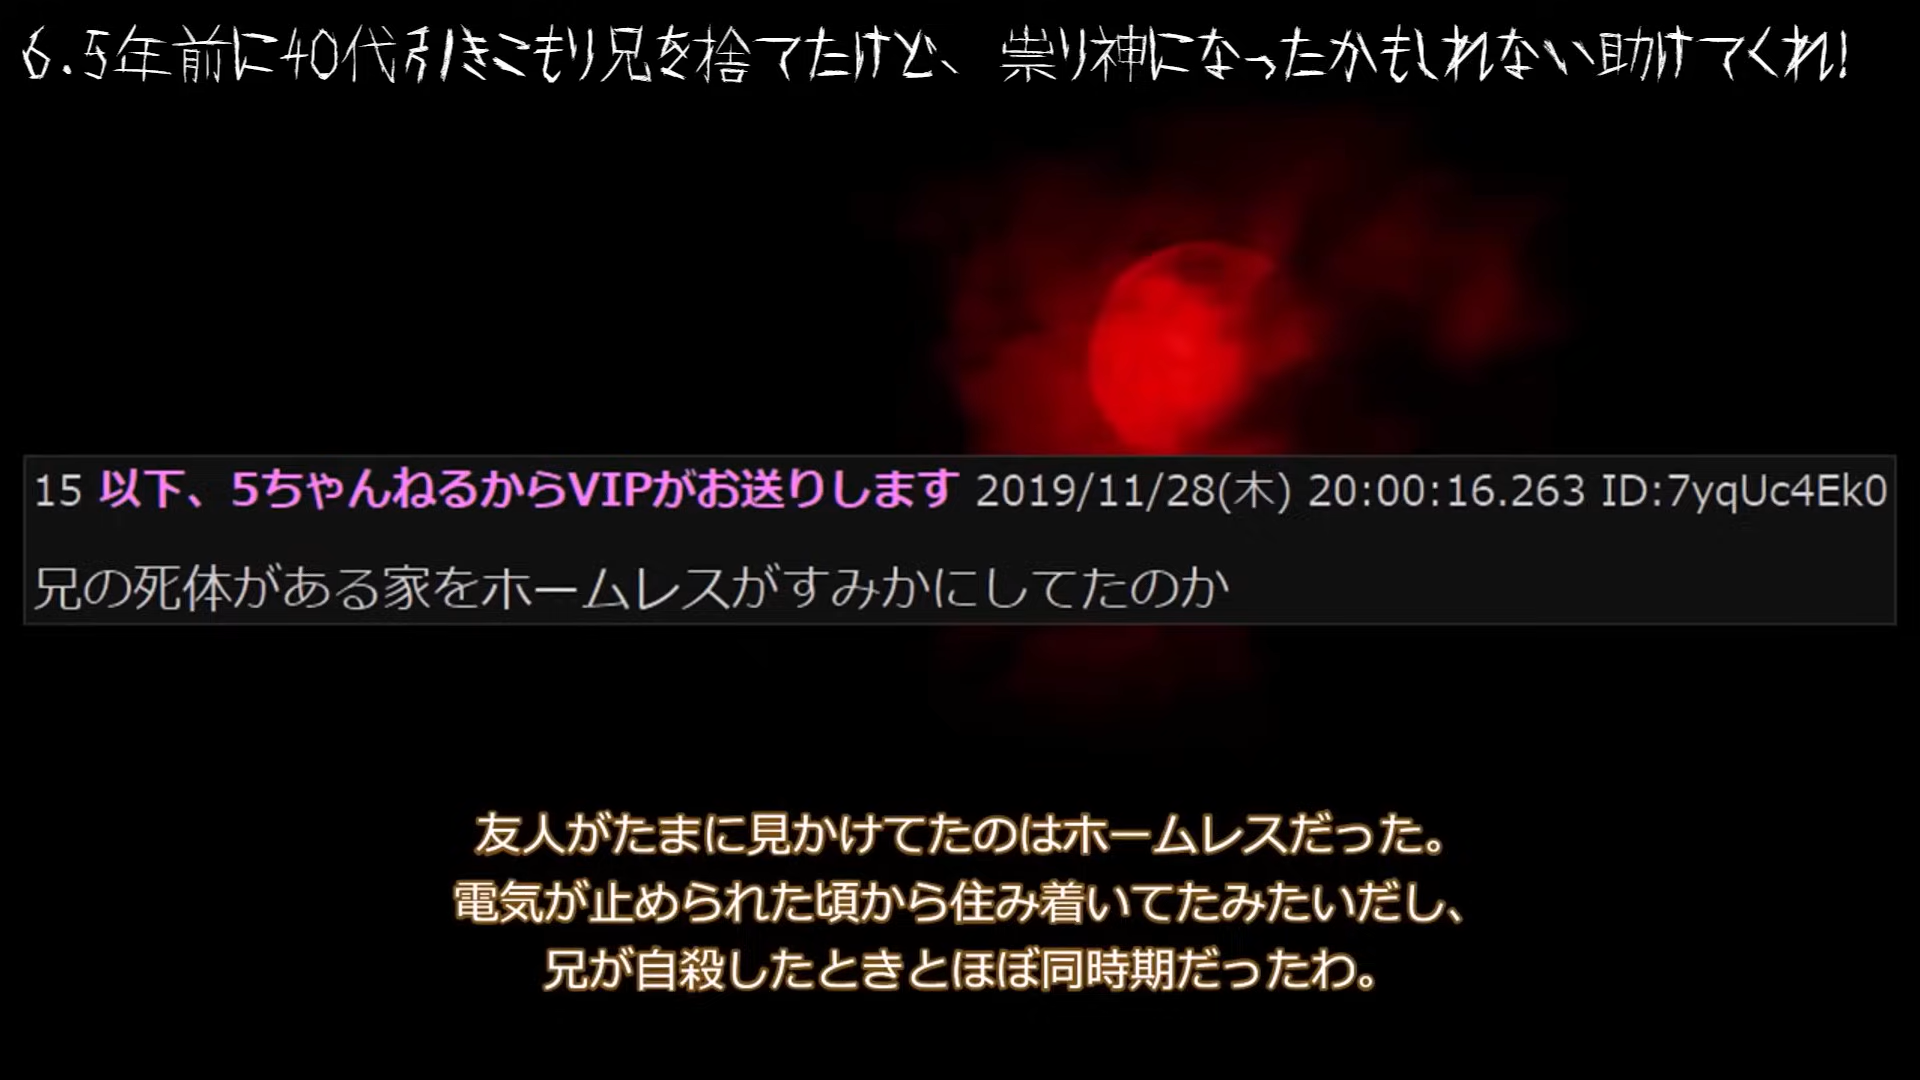 6.5年前に40代引きこもり兄を捨てたけど、祟り神になったかもしれない助けてくれ!
15 以下、5ちゃんねるからVIPがお送りします 2019/11/28(木) 20:00:16.263 ID:7yqUc4Ek0
兄の死体がある家をホームレスがすみかにしてたのか
友人がたまに見かけてたのはホームレスだった。
電気が止められた頃から住み着いてたみたいだし、
兄が自殺したときとほぼ同時期だったわ。